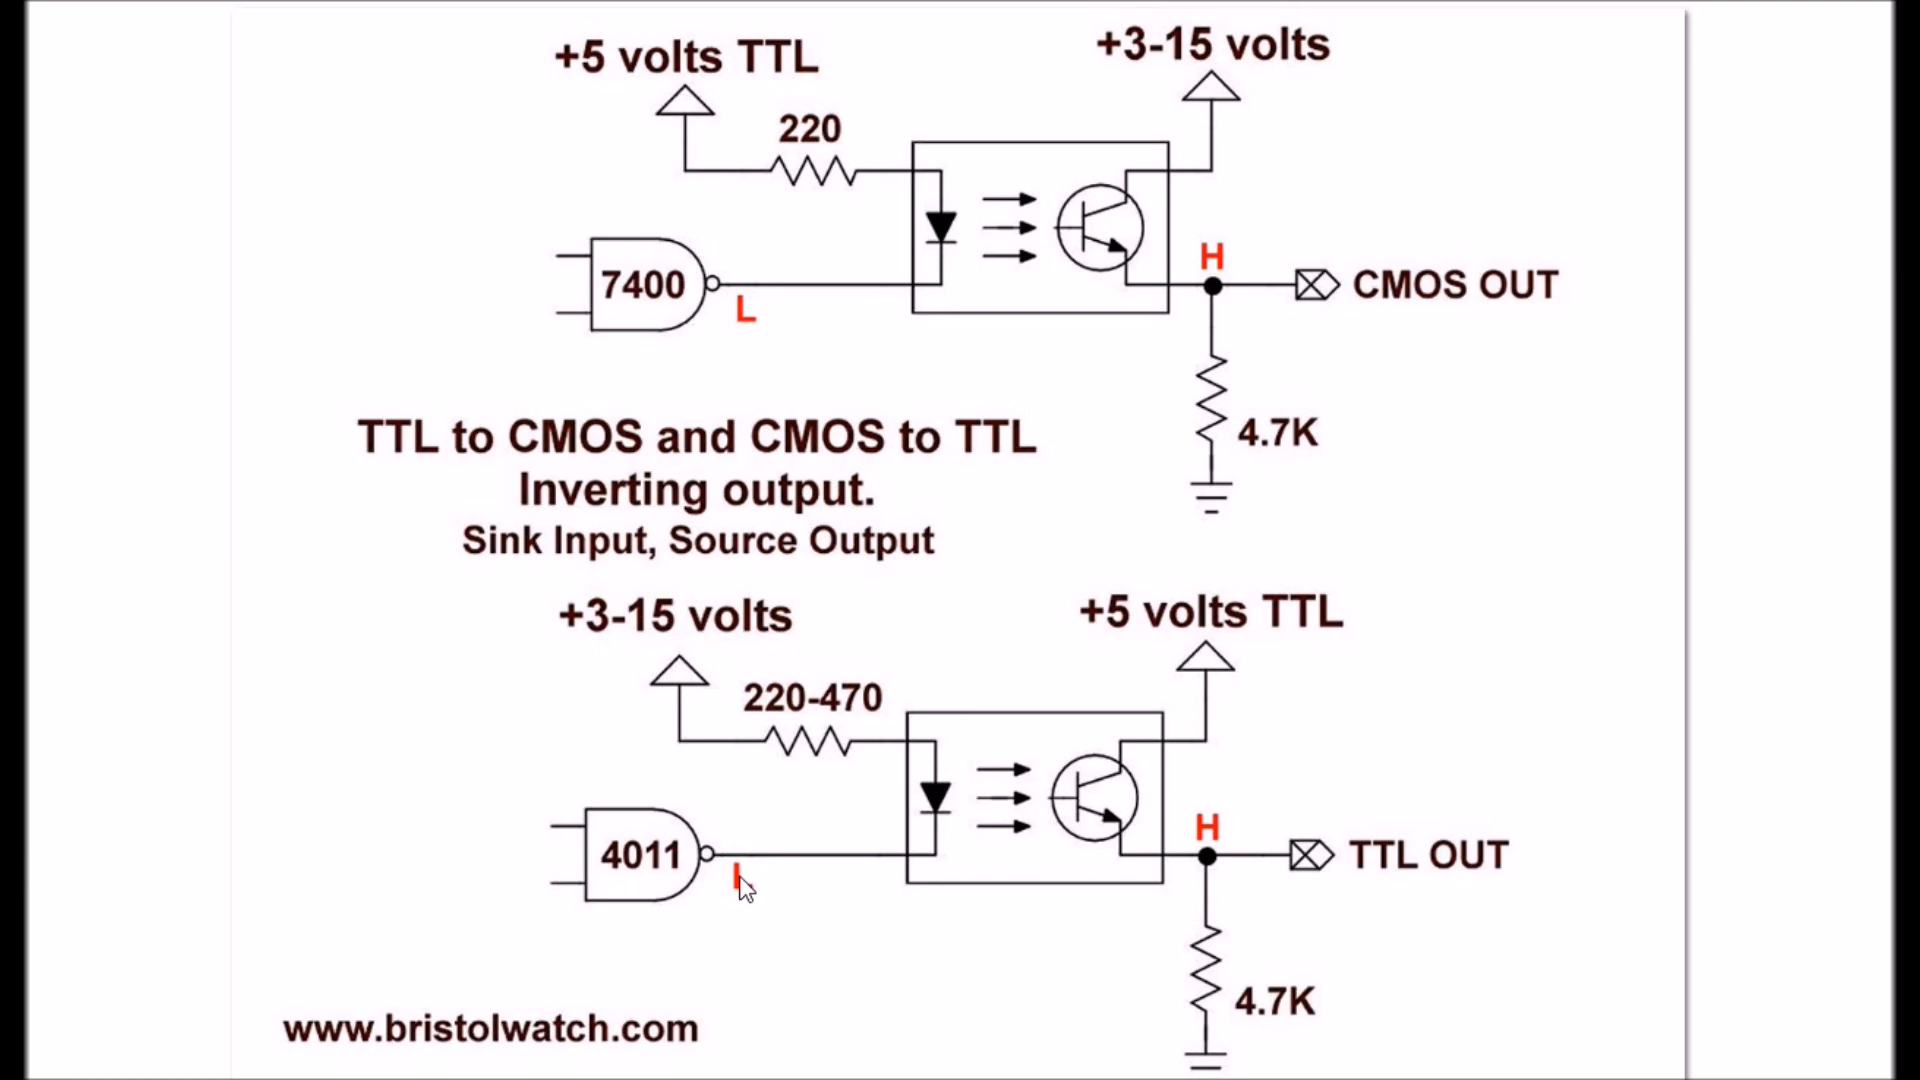 +5 volts TTL
+3-15 volts
220
7400
L
H
CMOS OUT
4.7K
TTL to CMOS and CMOS to TTL
Inverting output.
Sink Input, Source Output
+3-15 volts
+5 volts TTL
220-470
4011
H
TTL OUT
4.7K
www.bristolwatch.com